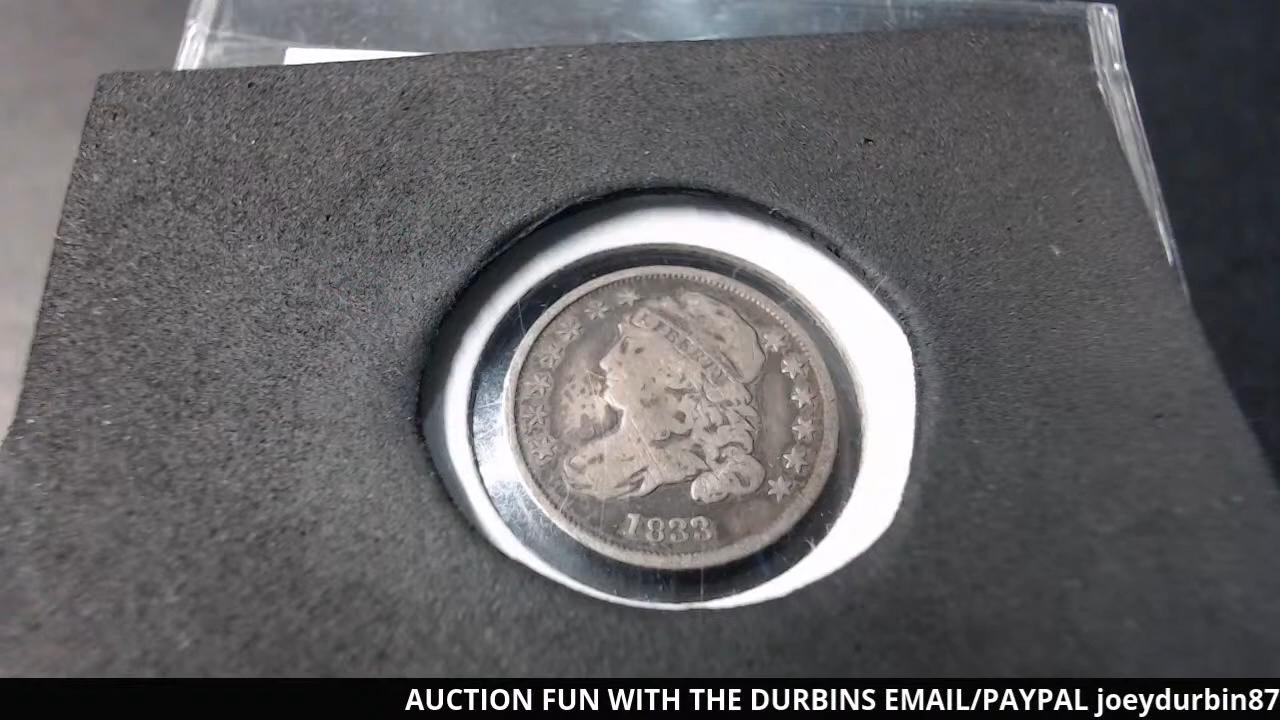 LIBERTY
1833
AUCTION FUN WITH THE DURBINS EMAIL/PAYPAL joeydurbin87